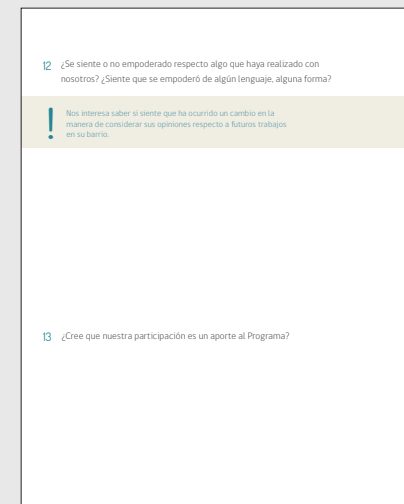 12 ¿Se siente o no empoderado respecto algo que haya realizado con
nosotros? ¿Siente que se empoderó de algún lenguaje, alguna forma?
! Nos interesa saber si siente que ha ocurrido un cambio en la
manera de considerar sus opiniones respecto a futuros trabajos
en su barrio.
13 ¿Cree que nuestra participación es un aporte al Programa?